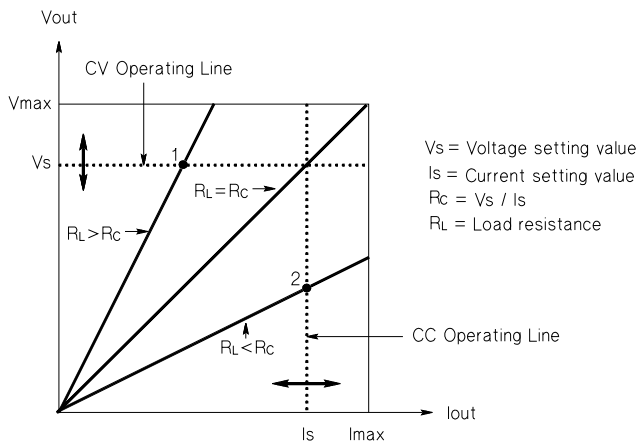 Vout
CV Operating Line
Vmax
Vs
1
RL=RC
RL>RC
2
RL<RC
CC Operating Line
Iout
Is
Imax
Vs = Voltage setting value
Is = Current setting value
RC = Vs / Is
RL = Load resistance